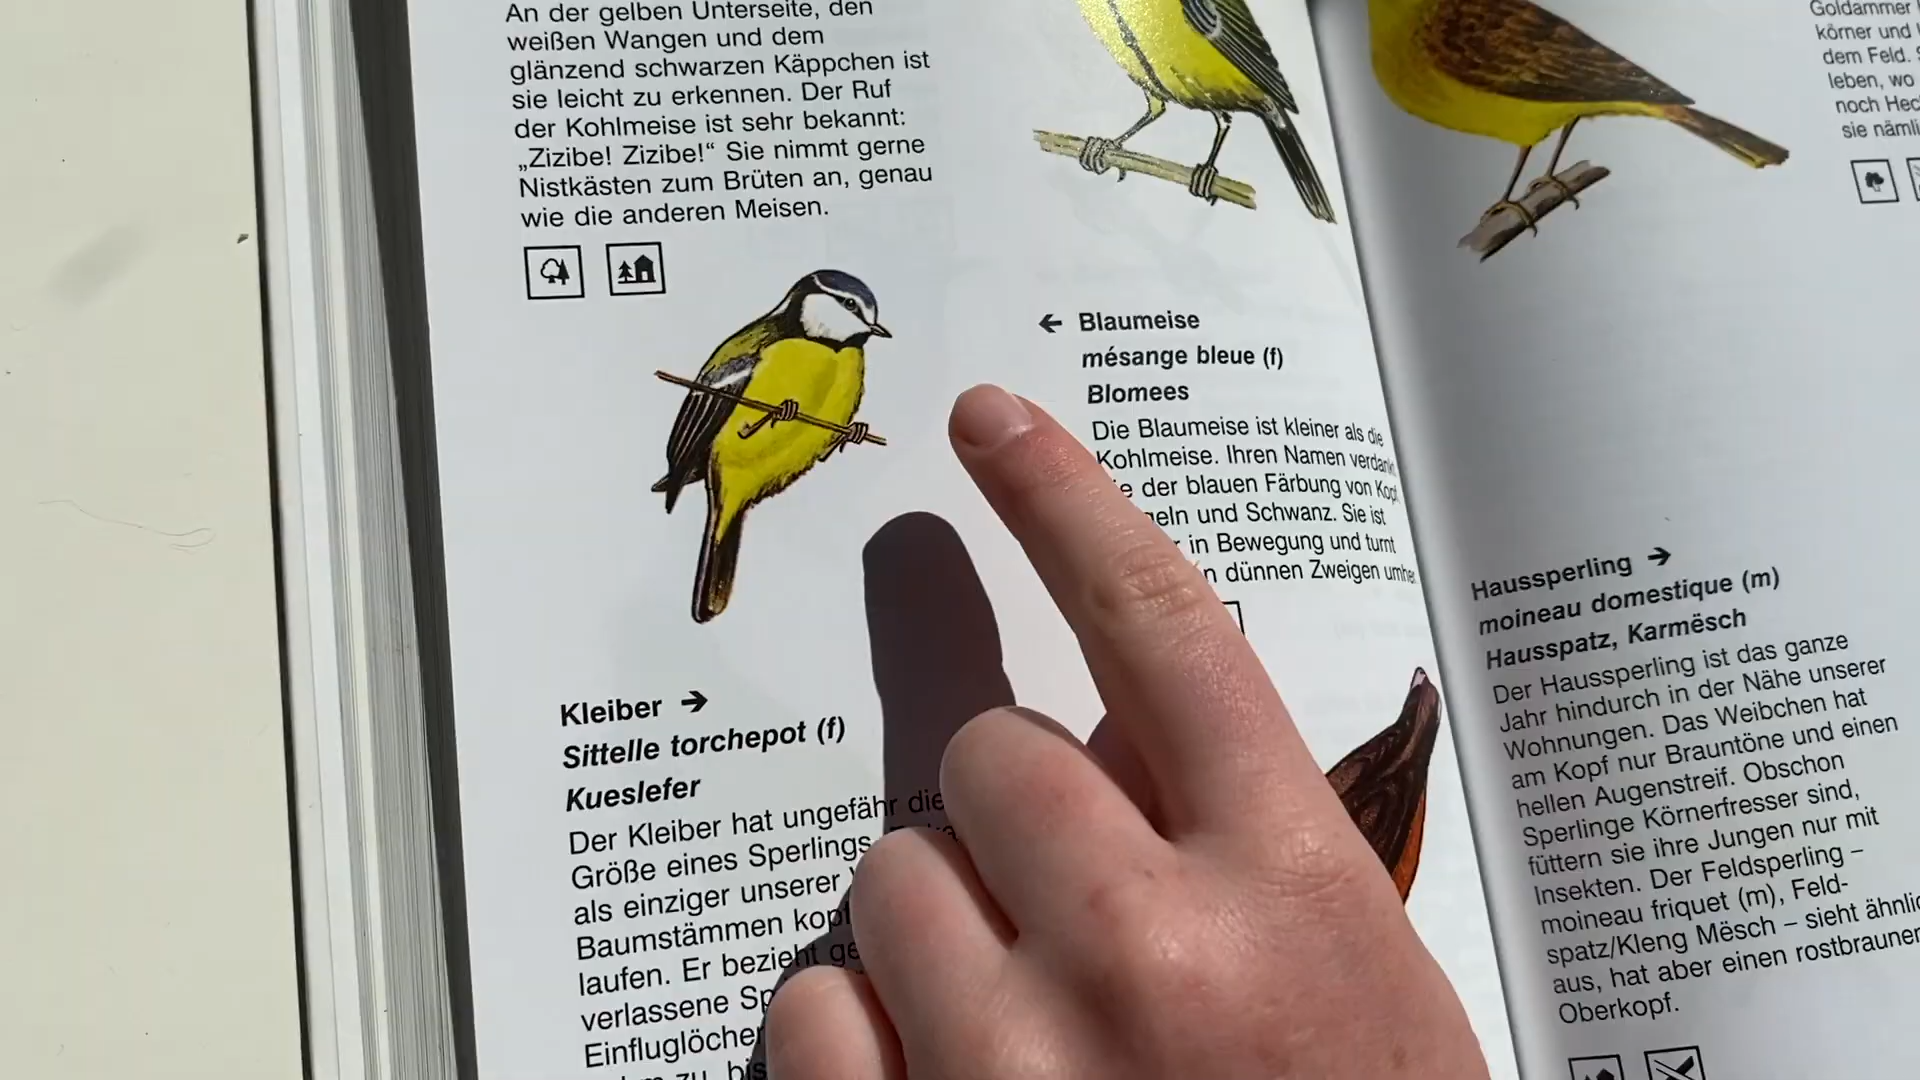 An der gelben Unterseite, den
weißen Wangen und dem
glänzend schwarzen Käppchen ist
sie leicht zu erkennen. Der Ruf
der Kohlmeise ist sehr bekannt:
„Zizibe! Zizibe!“ Sie nimmt gerne
Nistkästen zum Brüten an, genau
wie die anderen Meisen.
← Blaumeise
mésange bleue (f)
Blomees
Die Blaumeise ist kleiner als die
Kohlmeise. Ihren Namen verdankt
der blauen Färbung von Kopf,
und Schwanz. Sie ist
in Bewegung und turnt
dünnen Zweigen umher.
Kleiber →
Sittelle torchepot (f)
Kueslefer
Der Kleiber hat ungefähr die
Größe eines Sperlings.
als einziger unserer
Baumstämmen
laufen. Er bezieht
verlassene
Einfluglöcher
zu, bis
Goldammer
körner und
dem Feld.
leben, wo
noch
sie
Haussperling →
moineau domestique (m)
Hausspatz, Karmësch
Der Haussperling ist das ganze
Jahr hindurch in der Nähe unserer
Wohnungen. Das Weibchen hat
am Kopf nur Brauntöne und einen
hellen Augenstreif. Obschon
Sperlinge Körnerfresser sind,
füttern sie ihre Jungen nur mit
Insekten. Der Feldsperling –
moineau friquet (m), Feld-
spatz/Kleng Mësch – sieht
aus, hat aber einen rostbraunen
Oberkopf.